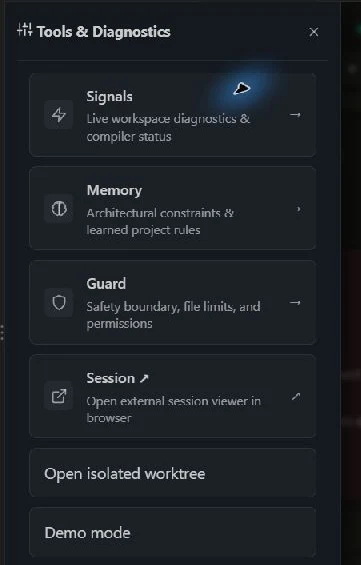 Tools & Diagnostics
Signals
Live workspace diagnostics &
compiler status
Memory
Architectural constraints &
learned project rules
Guard
Safety boundary, file limits, and
permissions
Session ↗
Open external session viewer in
browser
Open isolated worktree
Demo mode